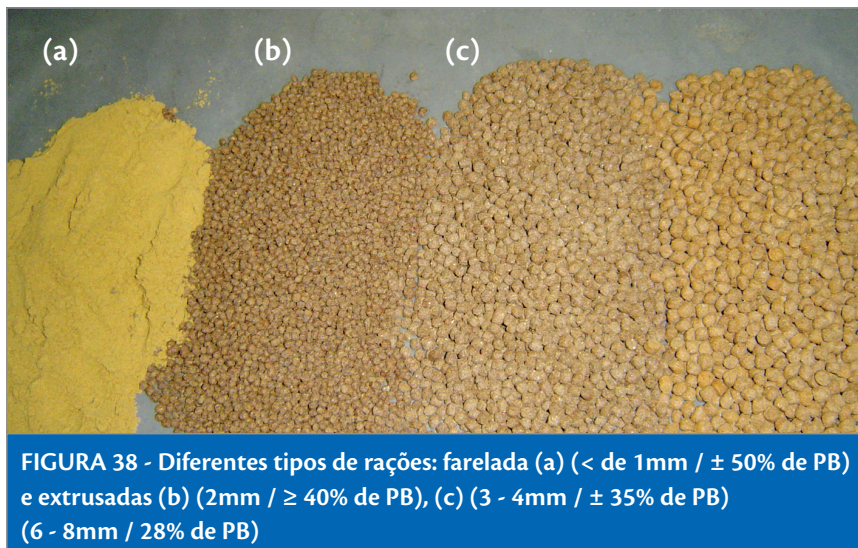 (a) (b) (c)
FIGURA 38 - Diferentes tipos de rações: farelada (a) (< de 1mm / ± 50% de PB)
e extrusadas (b) (2mm / ≥ 40% de PB), (c) (3 - 4mm / ± 35% de PB)
(6 - 8mm / 28% de PB)